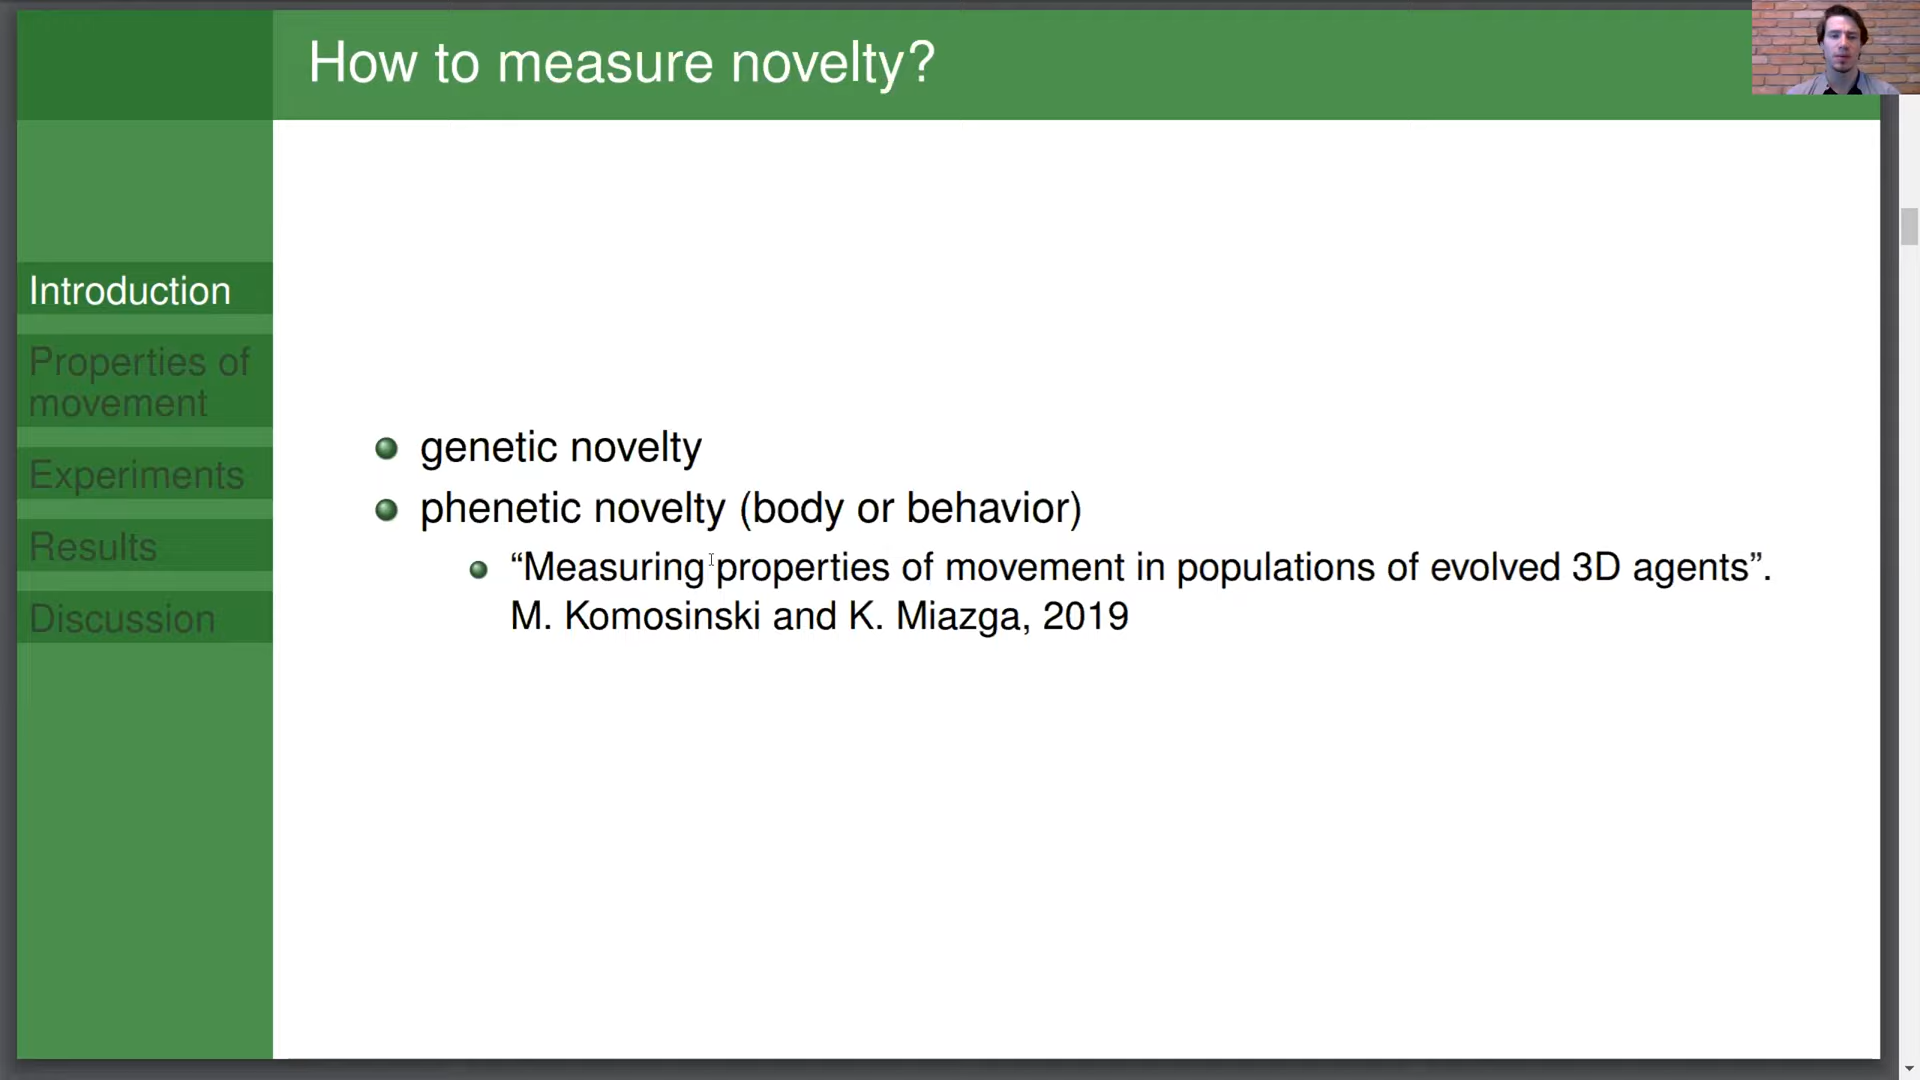 How to measure novelty?
Introduction
Properties of
movement
Experiments
Results
Discussion
genetic novelty
phenetic novelty (body or behavior)
“Measuring properties of movement in populations of evolved 3D agents”.
M. Komosinski and K. Miazga, 2019